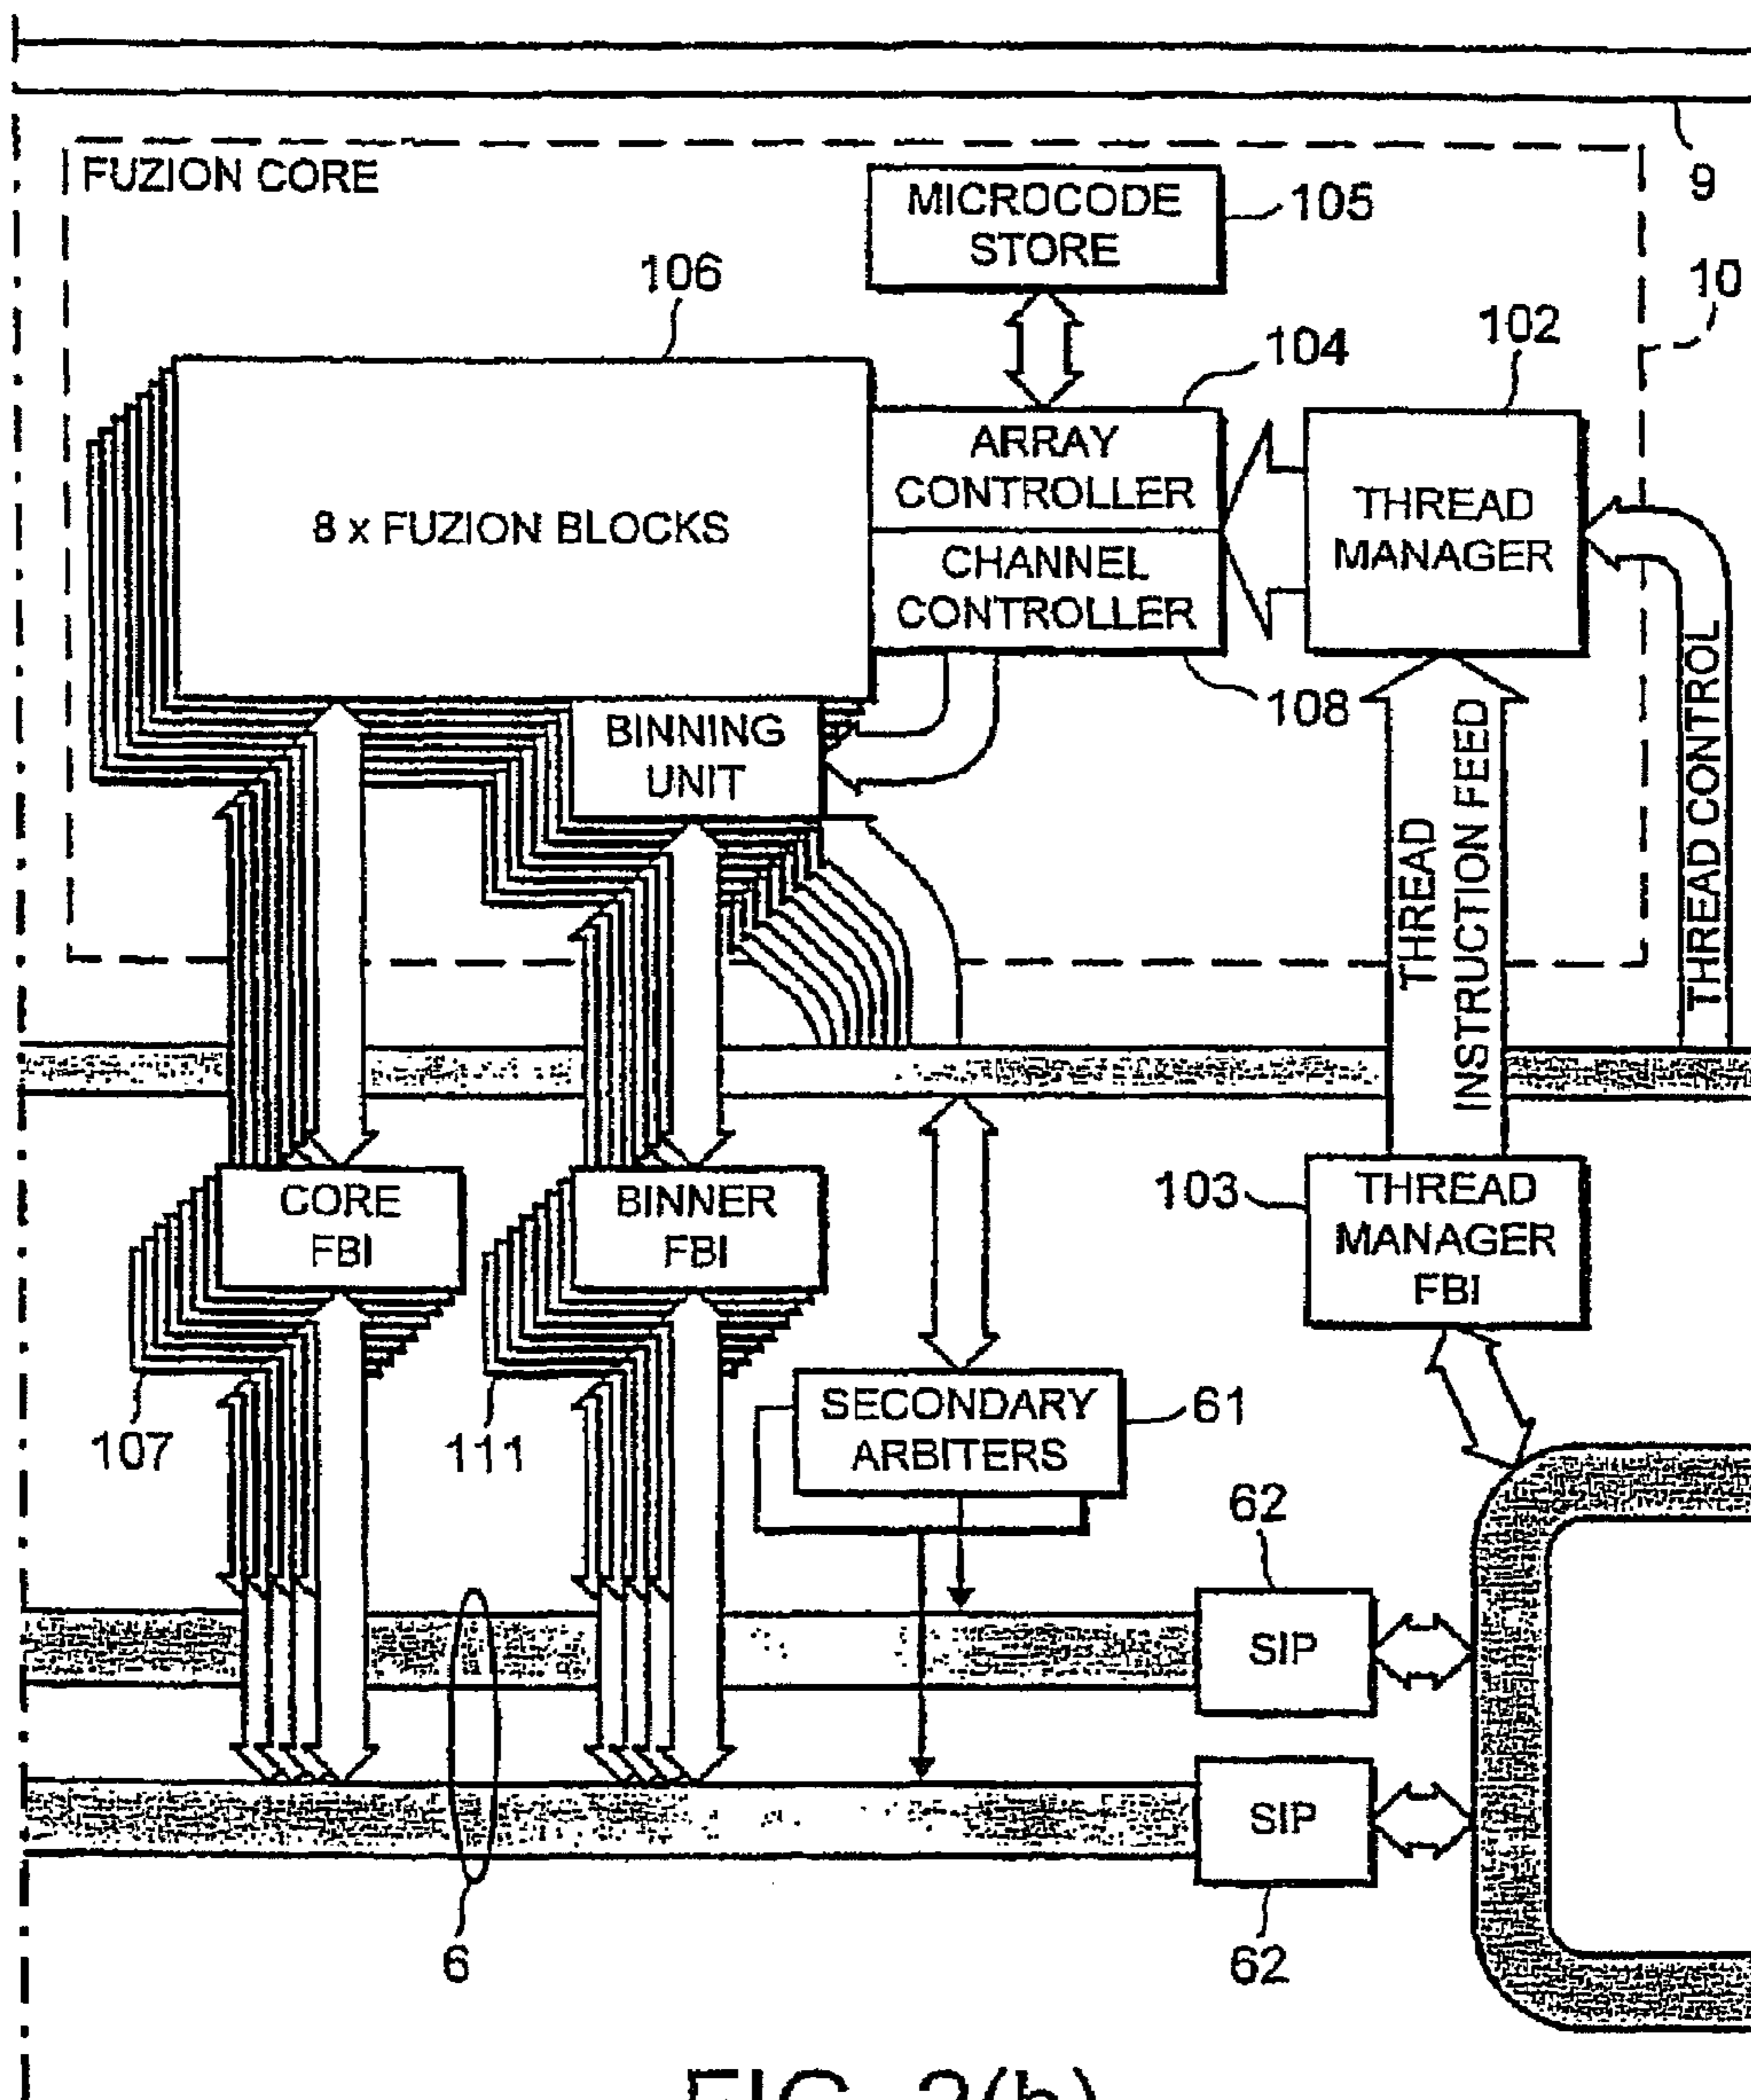 FUZION CORE
MICROCODE
STORE
105
9
10
106
104
102
ARRAY
CONTROLLER
THREAD
MANAGER
8 x FUZION BLOCKS
CHANNEL
CONTROLLER
108
BINNING
UNIT
THREAD
INSTRUCTION FEED
THREAD CONTROL
CORE
FBI
BINNER
FBI
103
THREAD
MANAGER
FBI
107
111
SECONDARY
ARBITERS
61
62
SIP
SIP
6
62
FIG. 2(b)